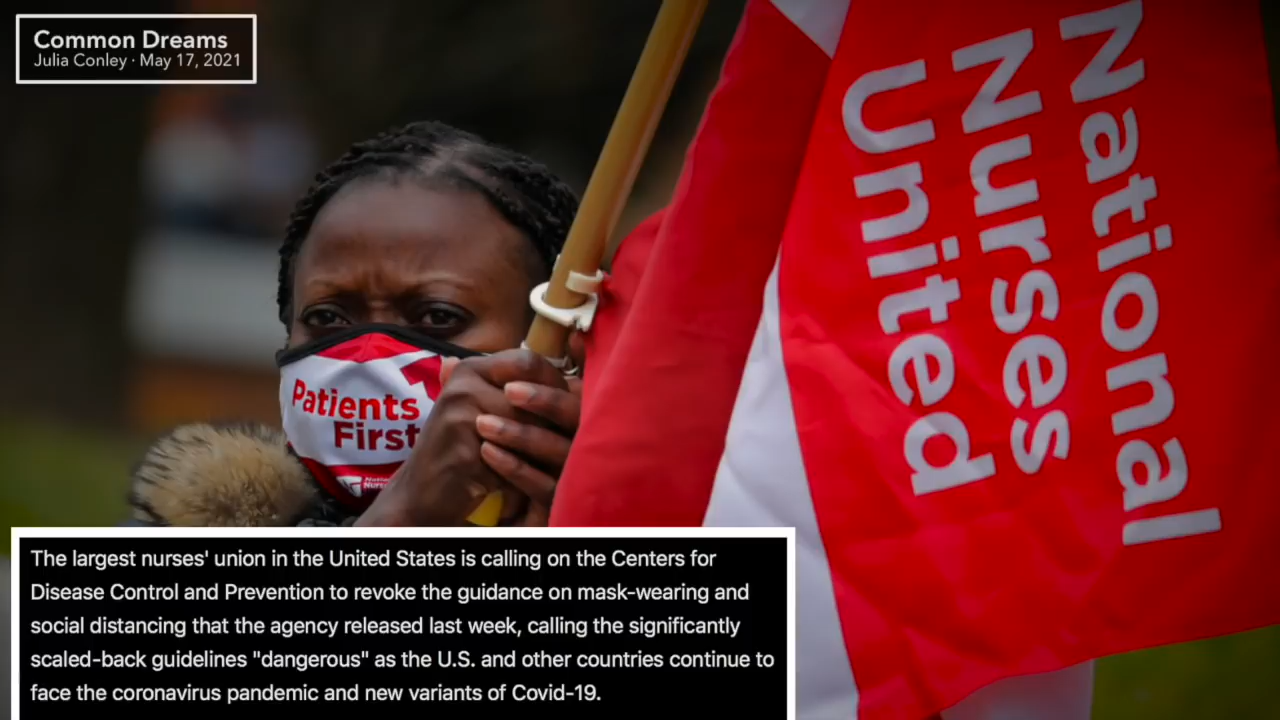 Common Dreams
Julia Conley · May 17, 2021
National
Nurses
United
Patients
First
The largest nurses' union in the United States is calling on the Centers for
Disease Control and Prevention to revoke the guidance on mask-wearing and
social distancing that the agency released last week, calling the significantly
scaled-back guidelines "dangerous" as the U.S. and other countries continue to
face the coronavirus pandemic and new variants of Covid-19.